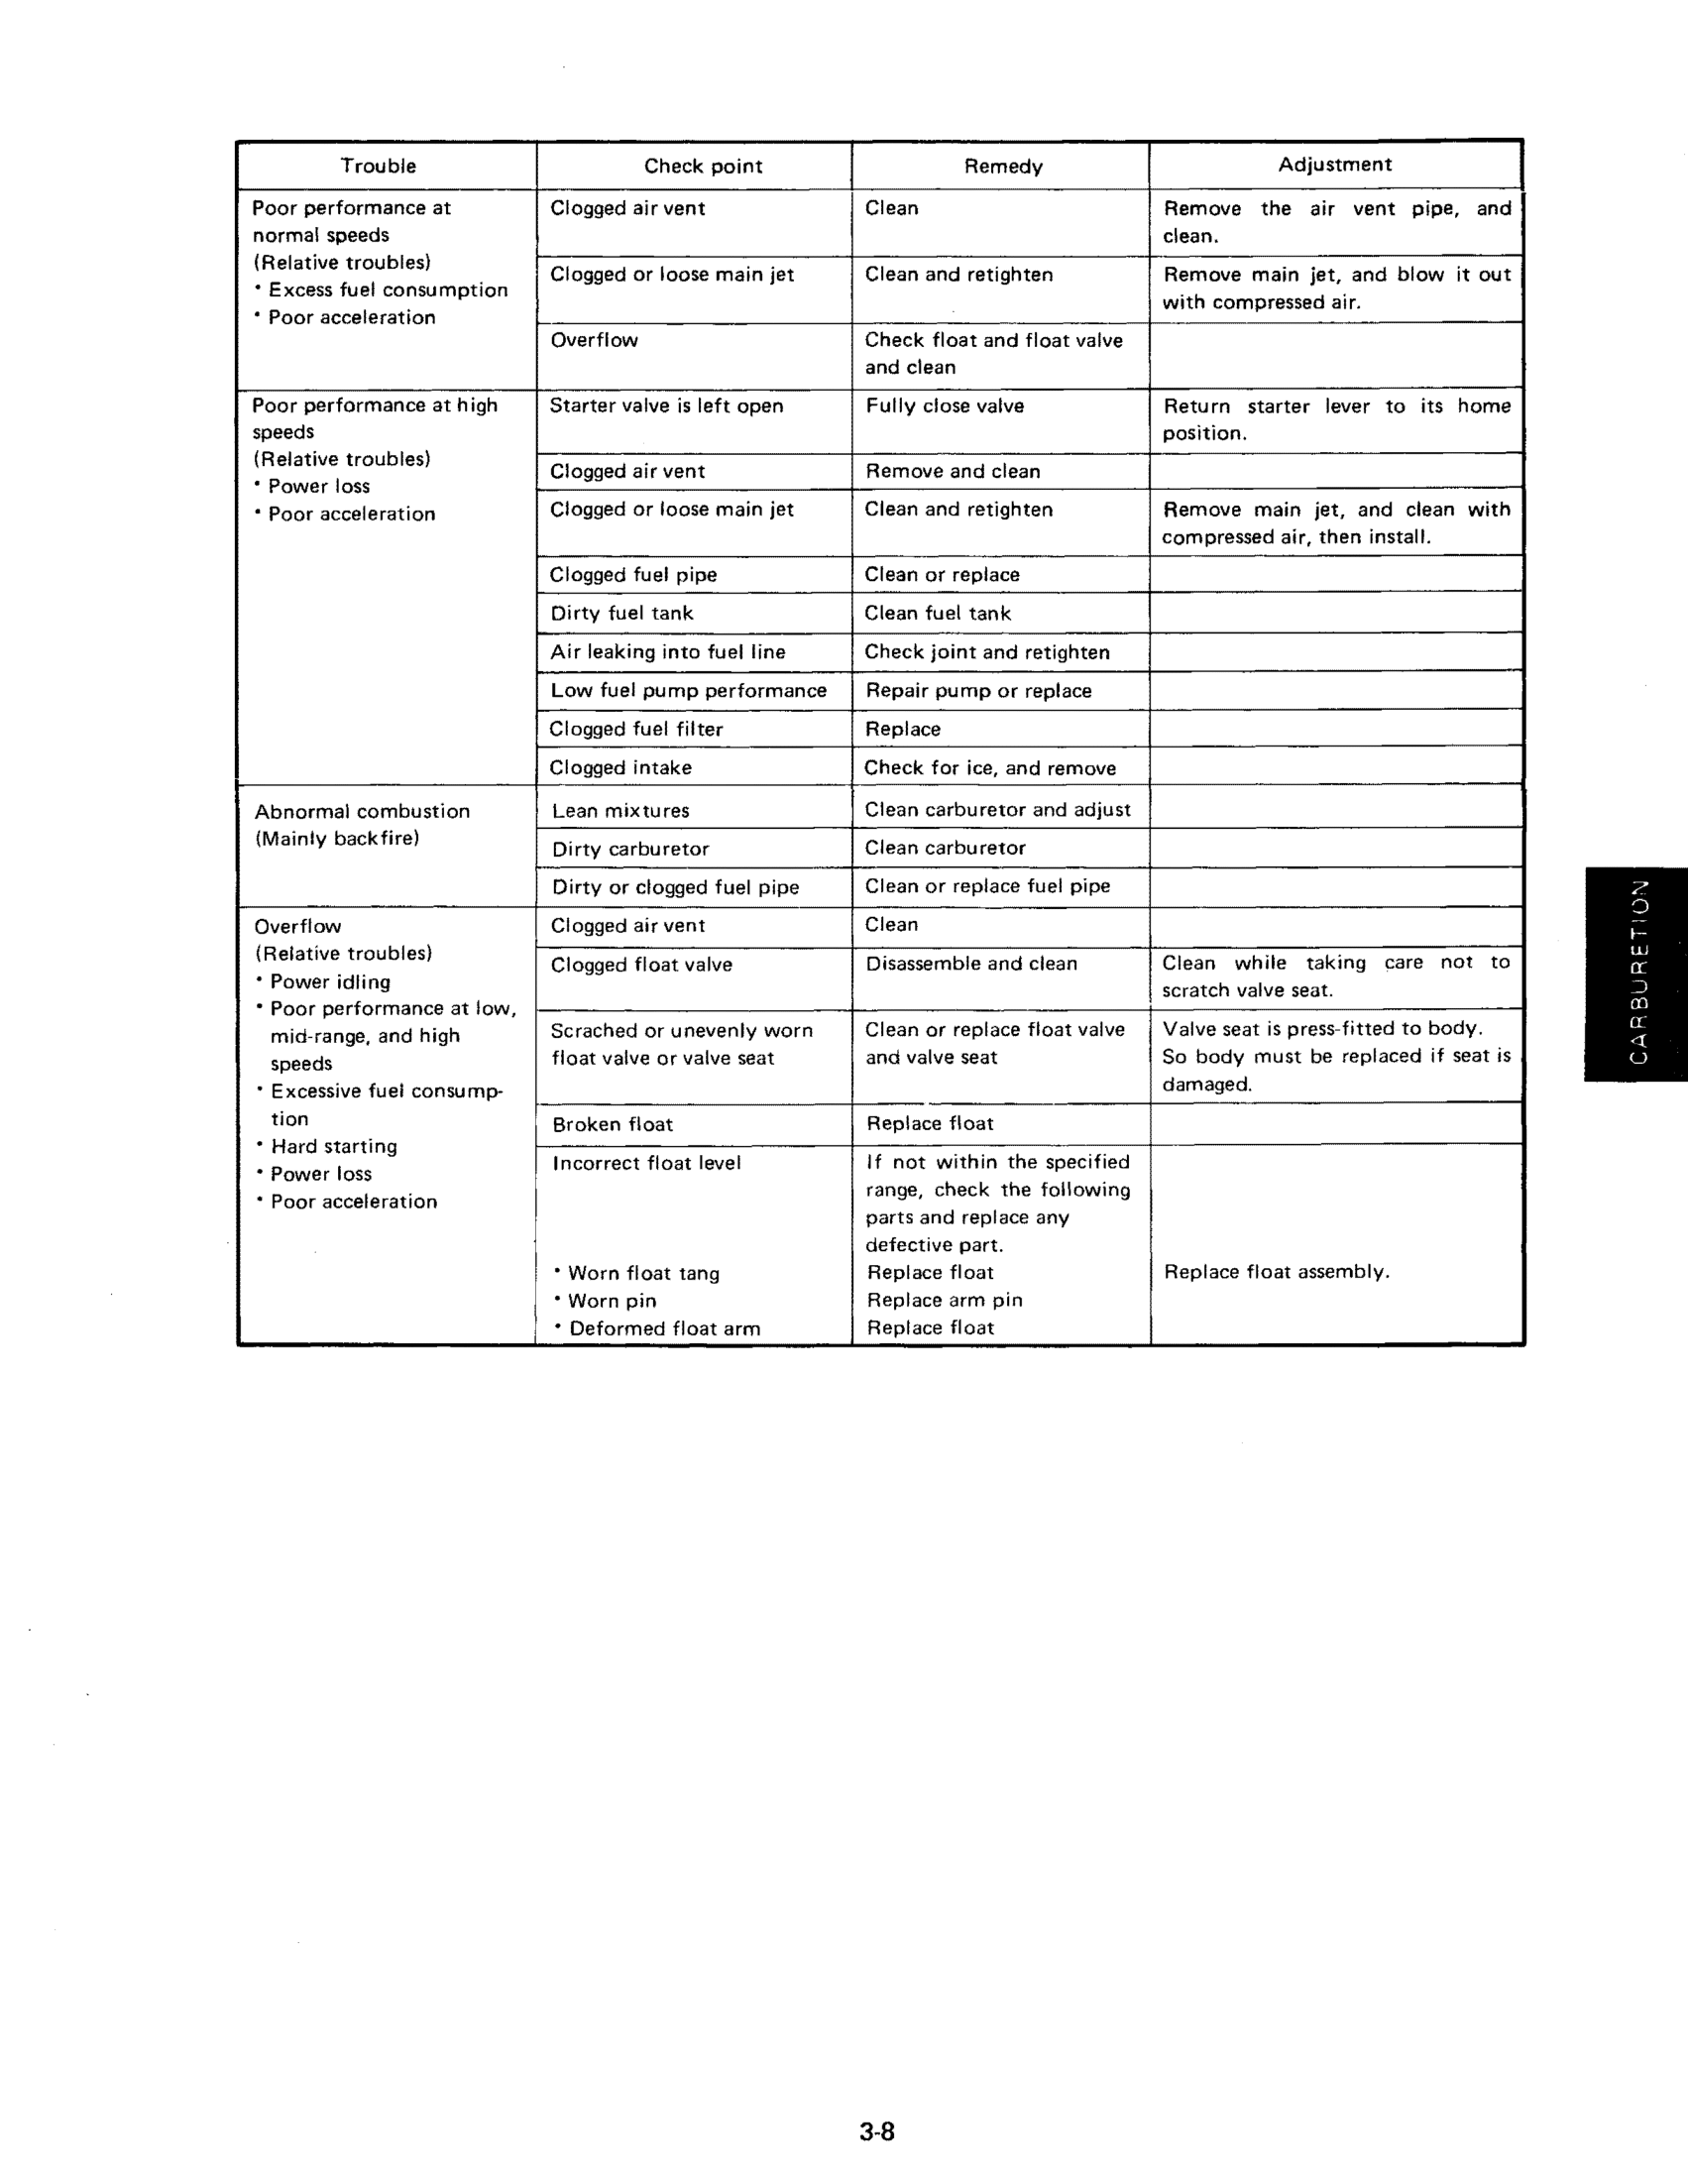 Trouble
Check point
Remedy
Adjustment
Poor performance at
normal speeds
(Relative troubles)
• Excess fuel consumption
• Poor acceleration
Clogged air vent
Clean
Remove the air vent pipe, and
clean.
Clogged or loose main jet
Clean and retighten
Remove main jet, and blow it out
with compressed air.
Overflow
Check float and float valve
and clean
Poor performance at high
speeds
(Relative troubles)
• Power loss
• Poor acceleration
Starter valve is left open
Fully close valve
Return starter lever to its home
position.
Clogged air vent
Remove and clean
Clogged or loose main jet
Clean and retighten
Remove main jet, and clean with
compressed air, then install.
Clogged fuel pipe
Clean or replace
Dirty fuel tank
Clean fuel tank
Air leaking into fuel line
Check joint and retighten
Low fuel pump performance
Repair pump or replace
Clogged fuel filter
Replace
Clogged intake
Check for ice, and remove
Abnormal combustion
(Mainly backfire)
Lean mixtures
Clean carburetor and adjust
Dirty carburetor
Clean carburetor
Dirty or clogged fuel pipe
Clean or replace fuel pipe
Overflow
(Relative troubles)
• Power idling
• Poor performance at low,
mid-range, and high
speeds
• Excessive fuel consump-
tion
• Hard starting
• Power loss
• Poor acceleration
Clogged air vent
Clean
Clogged float valve
Disassemble and clean
Clean while taking care not to
scratch valve seat.
Scrached or unevenly worn
float valve or valve seat
Clean or replace float valve
and valve seat
Valve seat is press-fitted to body.
So body must be replaced if seat is
damaged.
Broken float
Replace float
Incorrect float level
If not within the specified
range, check the following
parts and replace any
defective part.
• Worn float tang
Replace float
Replace float assembly.
• Worn pin
Replace arm pin
• Deformed float arm
Replace float
CARBURETION
3-8